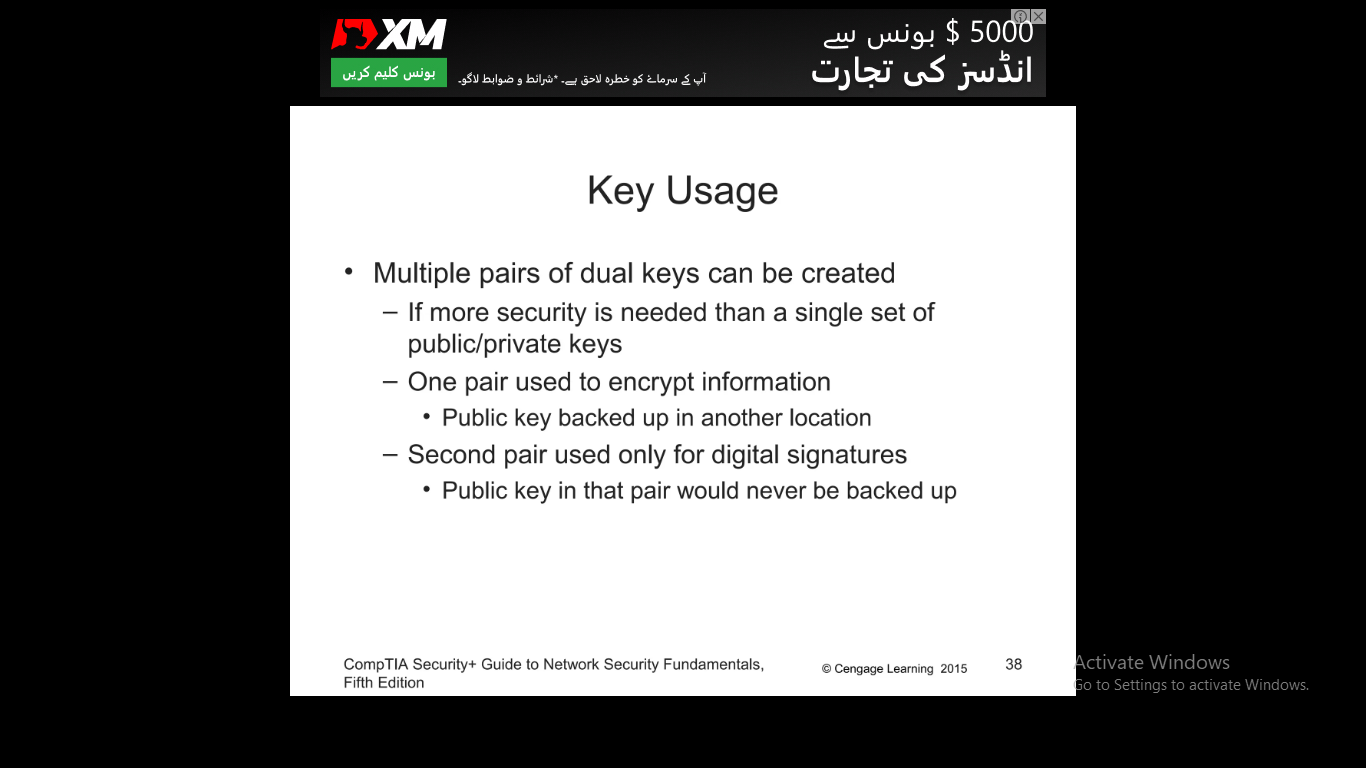 XM
5000 $ بونس سے
انڈسز کی تجارت
بونس کلیم کریں
آپ کے سرمائے کو خطرہ لاحق ہے۔ *شرائط و ضوابط لاگو۔
Key Usage
• Multiple pairs of dual keys can be created
– If more security is needed than a single set of
public/private keys
– One pair used to encrypt information
• Public key backed up in another location
– Second pair used only for digital signatures
• Public key in that pair would never be backed up
CompTIA Security+ Guide to Network Security Fundamentals,
Fifth Edition
© Cengage Learning 2015
38
Activate Windows
Go to Settings to activate Windows.